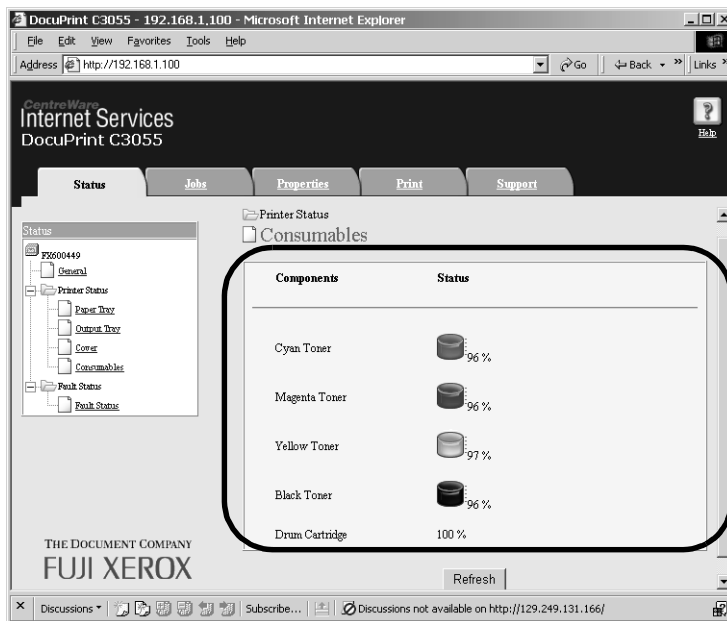 DocuPrint C3055 - 192.168.1,100 - Microsoft Internet Explorer
File Edit View Favorites Tools Help
Address http://192.168.1.100 Go Back » Links »
CentreWare
Internet Services
DocuPrint C3055
Help
Status Jobs Properties Print Support
Status
FX600449
General
Printer Status
Paper Tray
Output Tray
Cover
Consumables
Fault Status
Fault Status
Printer Status
Consumables
Components Status
Cyan Toner 96 %
Magenta Toner 96 %
Yellow Toner 97 %
Black Toner 96 %
Drum Cartridge 100 %
THE DOCUMENT COMPANY
FUJI XEROX
Refresh
× Discussions Subscribe... Discussions not available on http://129.249.131.166/